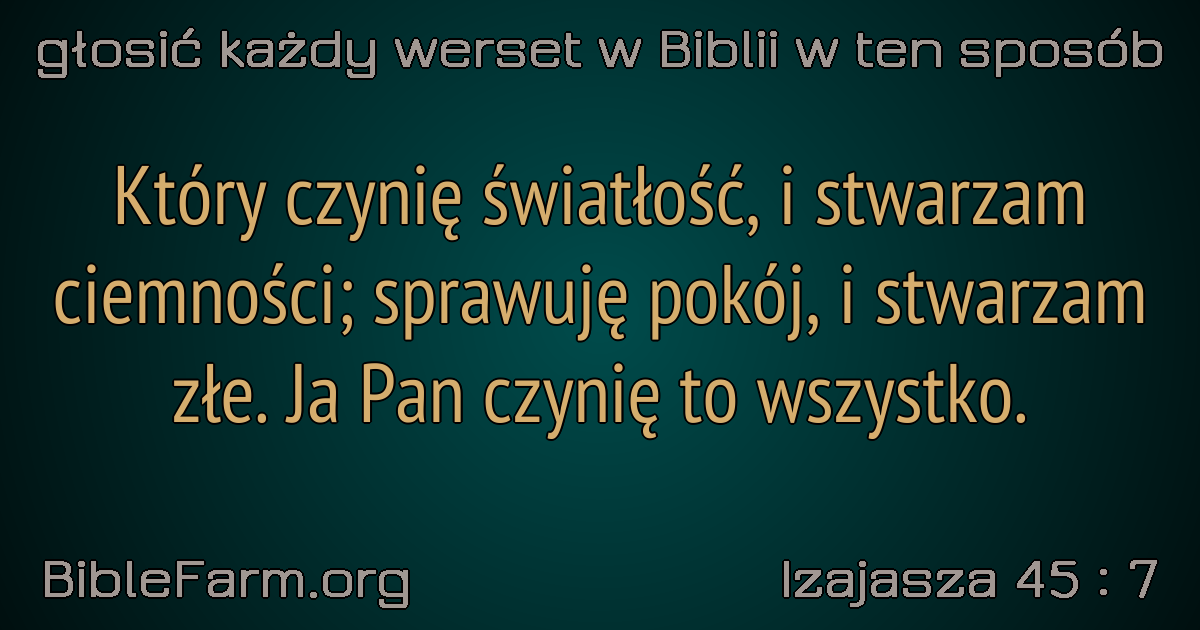 głosić każdy werset w Biblii w ten sposób
Który czynię światłość, i stwarzam
ciemności; sprawuję pokój, i stwarzam
złe. Ja Pan czynię to wszystko.
BibleFarm.org
Izajasza 45 : 7